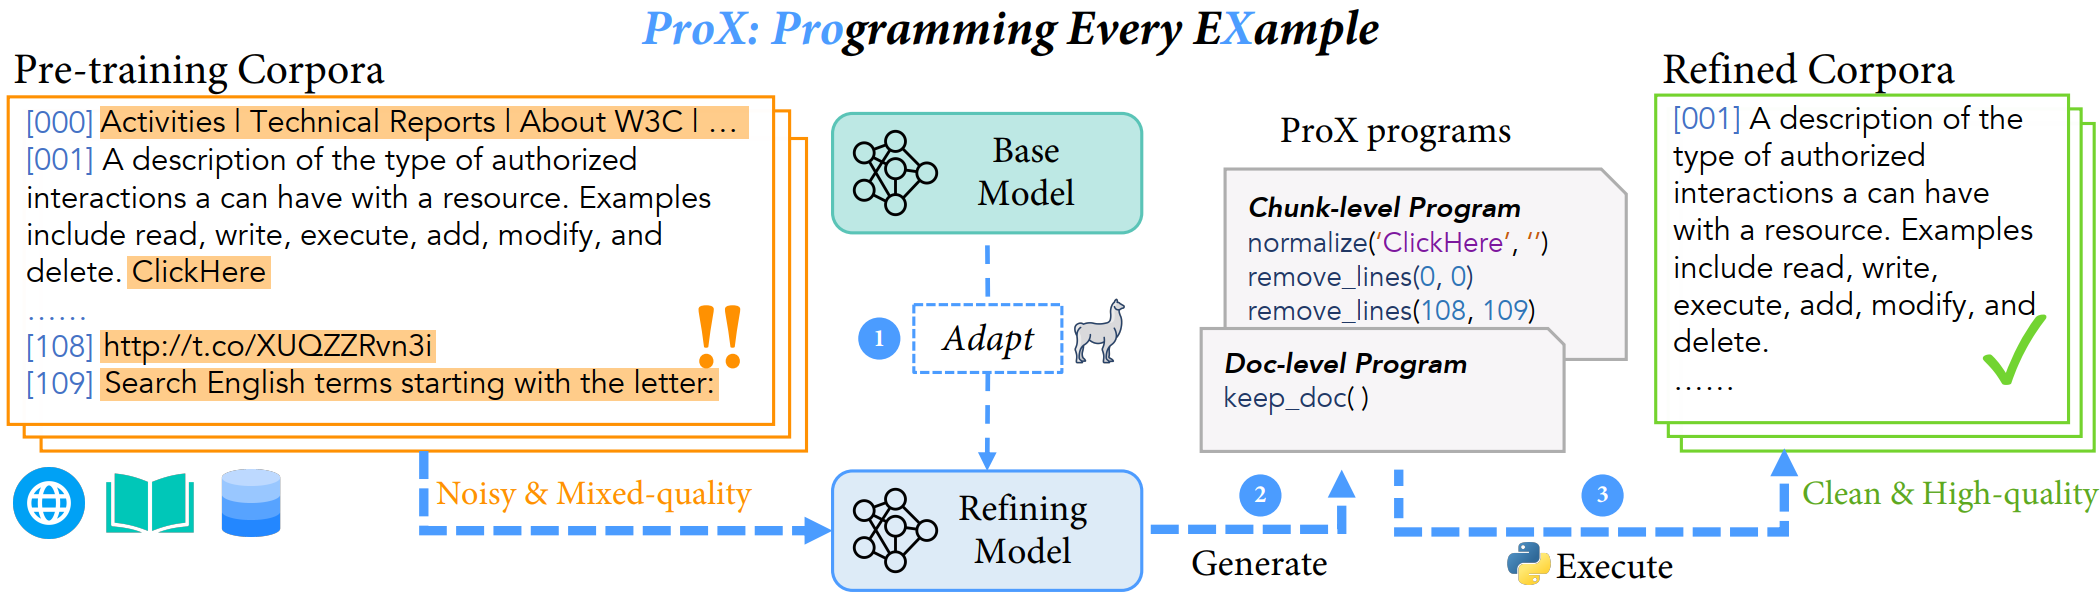 ProX: Programming Every EXample
Pre-training Corpora
[000] Activities | Technical Reports | About W3C | ...
[001] A description of the type of authorized
interactions a can have with a resource. Examples
include read, write, execute, add, modify, and
delete. ClickHere
......
[108] http://t.co/XUQZZRvn3i
[109] Search English terms starting with the letter:
!!
Noisy & Mixed-quality
Base
Model
1
Adapt
Refining
Model
2
Generate
ProX programs
Chunk-level Program
normalize('ClickHere', '')
remove_lines(0, 0)
remove_lines(108, 109)
Doc-level Program
keep_doc( )
3
Execute
Refined Corpora
[001] A description of the
type of authorized
interactions a can have
with a resource. Examples
include read, write,
execute, add, modify, and
delete.
......
Clean & High-quality